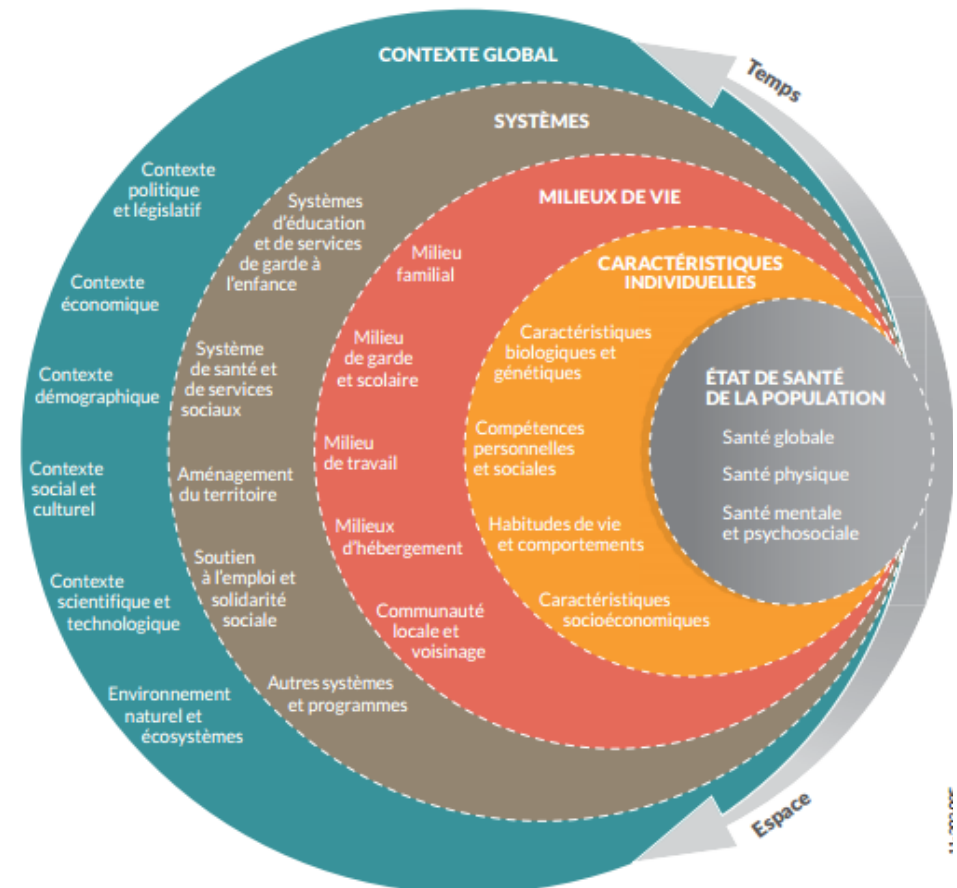 CONTEXTE GLOBAL
Temps
SYSTÈMES
MILIEUX DE VIE
CARACTÉRISTIQUES
INDIVIDUELLES
ÉTAT DE SANTÉ
DE LA POPULATION
Contexte
politique
et législatif
Contexte
économique
Contexte
démographique
Contexte
social et
culturel
Contexte
scientifique et
technologique
Environnement
naturel et
écosystèmes
Systèmes
d'éducation
et de services
de garde à
l'enfance
Système
de santé et
de services
sociaux
Aménagement
du territoire
Soutien
à l'emploi et
solidarité
sociale
Autres systèmes
et programmes
Milieu
familial
Milieu
de garde
et scolaire
Milieu
de travail
Milieux
d'hébergement
Communauté
locale et
voisinage
Caractéristiques
biologiques et
génétiques
Compétences
personnelles
et sociales
Habitudes de vie
et comportements
Caractéristiques
socioéconomiques
Santé globale
Santé physique
Santé mentale
et psychosociale
Espace